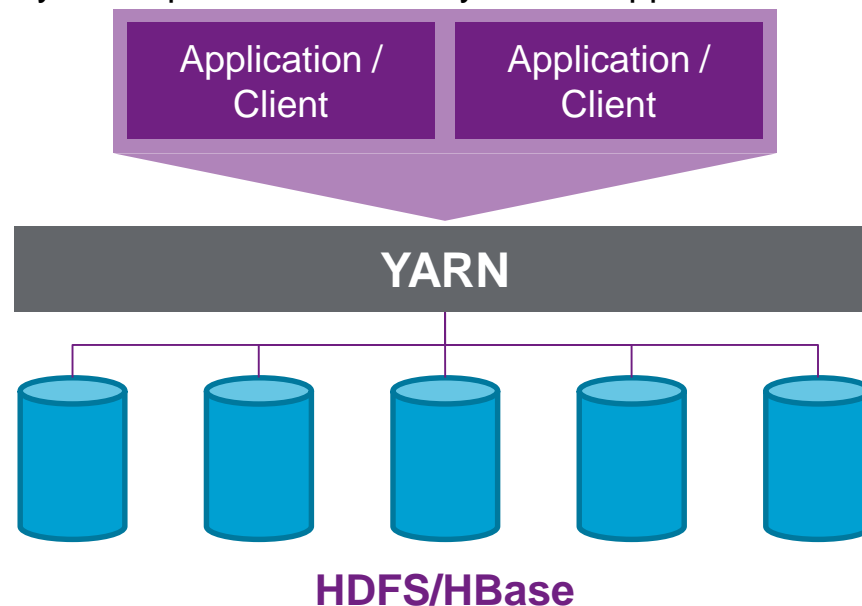 Application /
Client
Application /
Client
YARN
HDFS/HBase